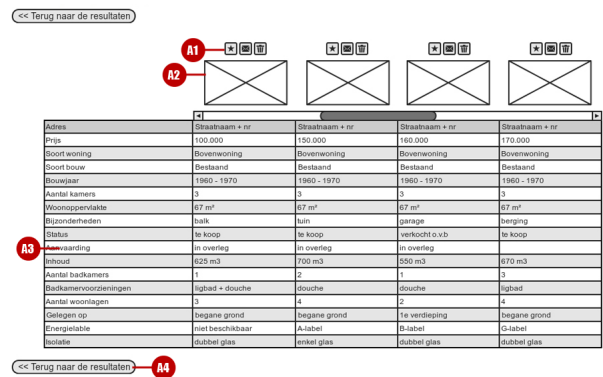 << Terug naar de resultaten
A1
A2
Adres Straatnaam + nr Straatnaam + nr Straatnaam + nr Straatnaam + nr
Prijs 100.000 150.000 160.000 170.000
Soort woning Bovenwoning Bovenwoning Bovenwoning Bovenwoning
Soort bouw Bestaand Bestaand Bestaand Bestaand
Bouwjaar 1960 - 1970 1960 - 1970 1960 - 1970 1960 - 1970
Aantal kamers 3 3 3 3
Woonoppervlakte 67 m² 67 m² 67 m² 67 m²
Bijzonderheden balk tuin garage berging
Status te koop te koop verkocht o.v.b te koop
A3 Aanvaarding in overleg in overleg in overleg
Inhoud 625 m3 700 m3 550 m3 670 m3
Aantal badkamers 1 2 1 3
Badkamervoorzieningen ligbad + douche douche douche ligbad
Aantal woonlagen 3 4 2 4
Gelegen op begane grond begane grond 1e verdieping begane grond
Energielable niet beschikbaar A-label B-label G-label
Isolatie dubbel glas enkel glas dubbel glas dubbel glas
<< Terug naar de resultaten A4